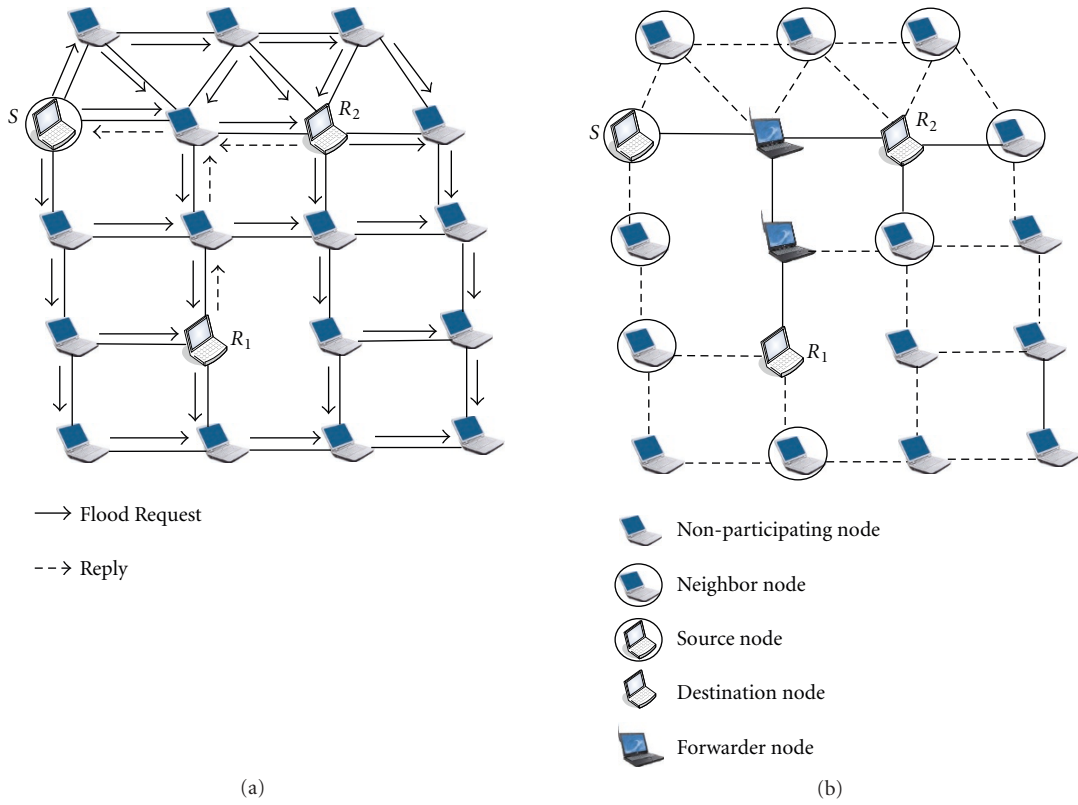 S
R2
R1
Flood Request
Reply
(a)
S
R2
R1
Non-participating node
Neighbor node
Source node
Destination node
Forwarder node
(b)